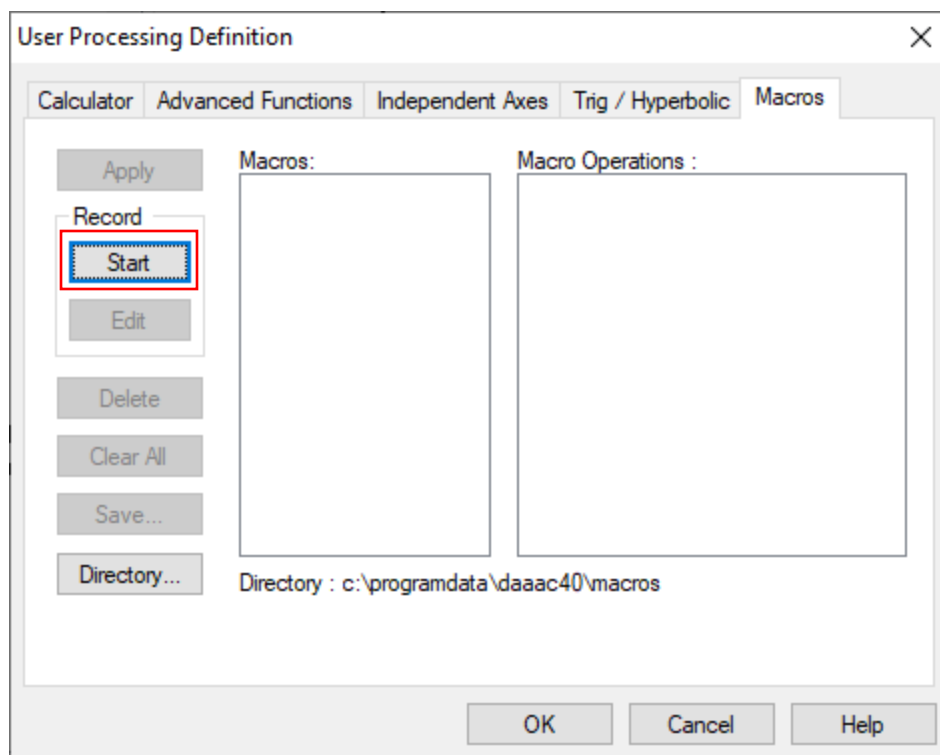 User Processing Definition
Calculator
Advanced Functions
Independent Axes
Trig / Hyperbolic
Macros
Apply
Macros:
Macro Operations :
Record
Start
Edit
Delete
Clear All
Save...
Directory...
Directory : c:\programdata\daaac40\macros
OK
Cancel
Help